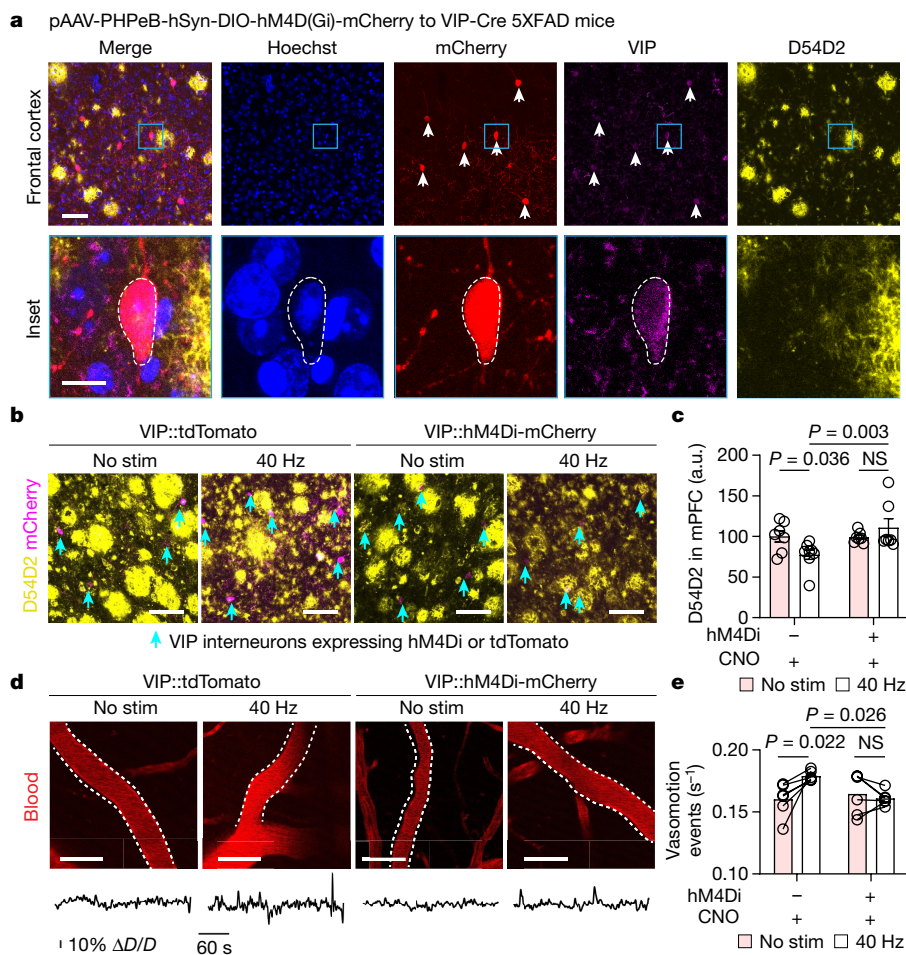 a pAAV-PHPeB-hSyn-DIO-hM4D(Gi)-mCherry to VIP-Cre 5XFAD mice
Merge Hoechst mCherry VIP D54D2
Frontal cortex
Inset
b VIP::tdTomato VIP::hM4Di-mCherry
No stim 40 Hz No stim 40 Hz
D54D2 mCherry
VIP interneurons expressing hM4Di or tdTomato
c
P = 0.003
P = 0.036 NS
D54D2 in mPFC (a.u.)
200
150
100
50
0
hM4Di – +
CNO + +
No stim 40 Hz
d VIP::tdTomato VIP::hM4Di-mCherry
No stim 40 Hz No stim 40 Hz
Blood
10% ΔD/D 60 s
e
P = 0.026
P = 0.022 NS
Vasomotion
events (s⁻¹)
0.20
0.15
0.10
hM4Di – +
CNO + +
No stim 40 Hz